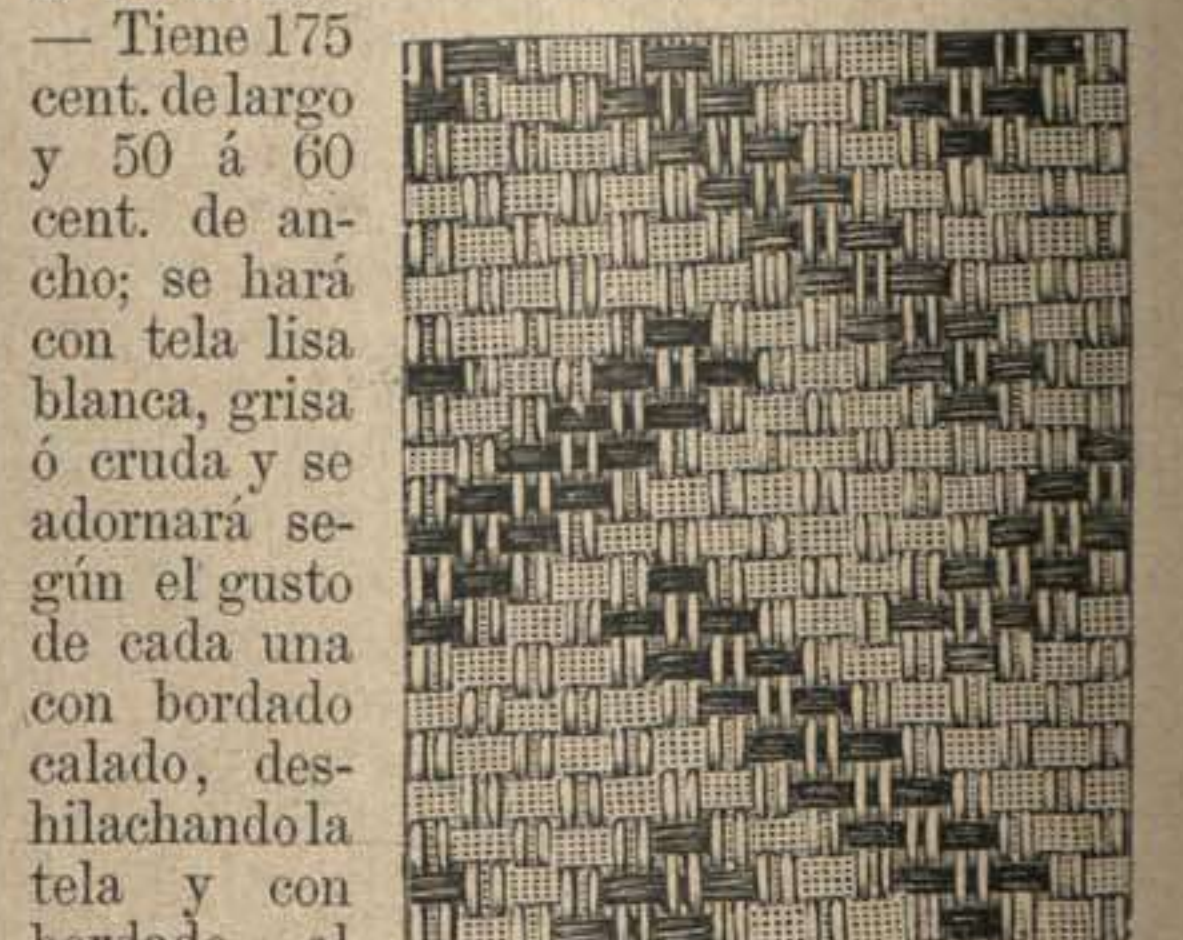 — Tiene 175
cent. de largo
y 50 á 60
cent. de an-
cho; se hará
con tela lisa
blanca, grisa
ó cruda y se
adornará se-
gún el gusto
de cada una
con bordado
calado, des-
hilachando la
tela y con